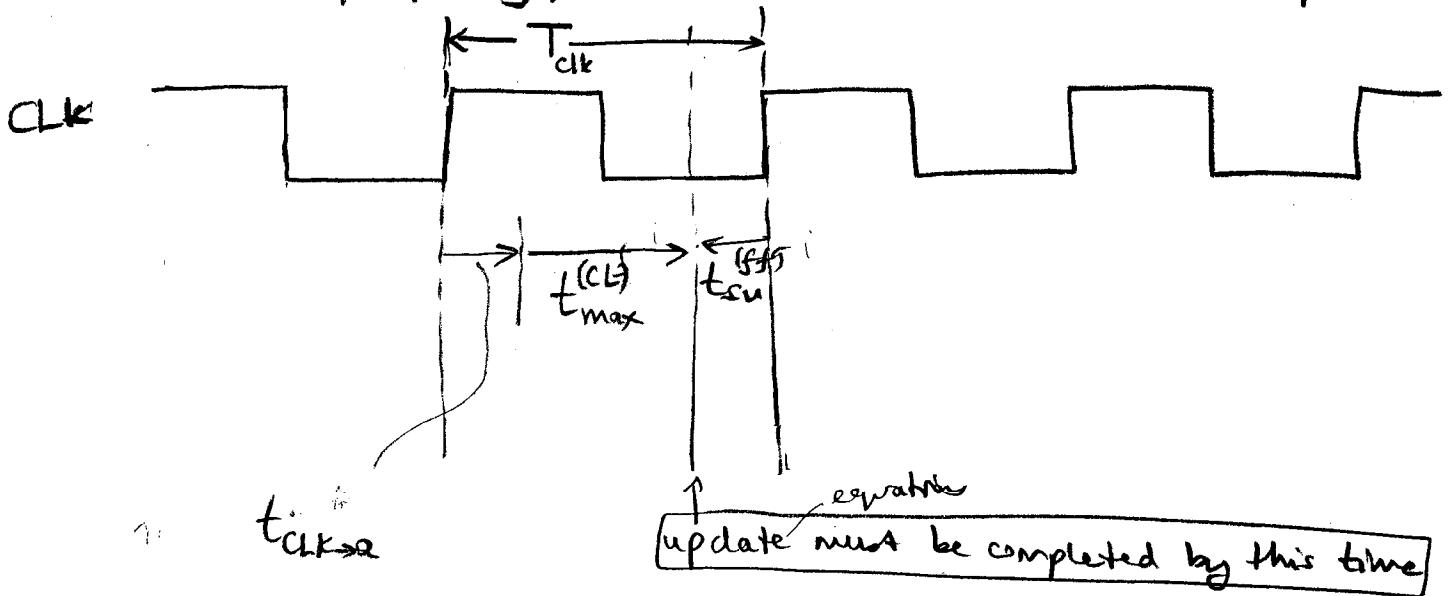 T_clk
CLK
t_max^(CL) t_su^(ff)
t_CLK→Q
equation
update must be completed by this time